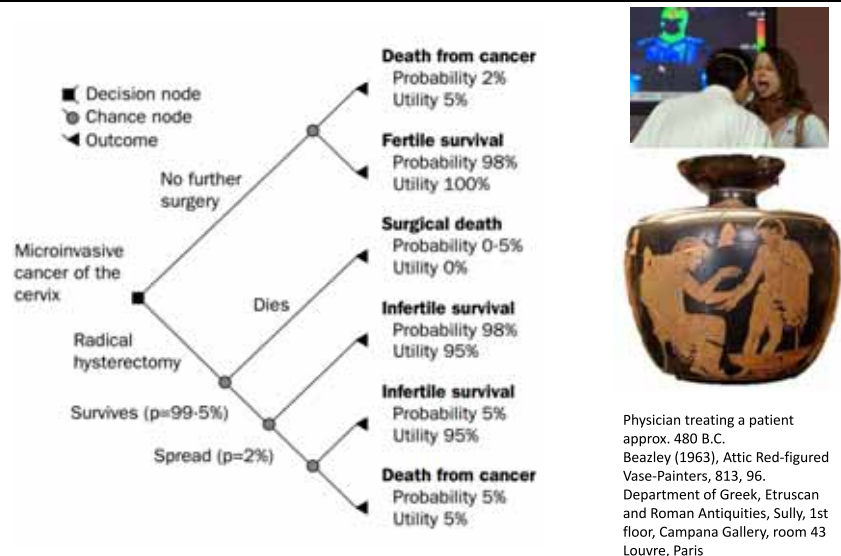 Decision node
Chance node
Outcome
Death from cancer
Probability 2%
Utility 5%
Fertile survival
Probability 98%
Utility 100%
No further
surgery
Surgical death
Probability 0-5%
Utility 0%
Microinvasive
cancer of the
cervix
Dies
Infertile survival
Probability 98%
Utility 95%
Radical
hysterectomy
Infertile survival
Probability 5%
Utility 95%
Survives (p=99-5%)
Spread (p=2%)
Death from cancer
Probability 5%
Utility 5%
Physician treating a patient
approx. 480 B.C.
Beazley (1963), Attic Red-figured
Vase-Painters, 813, 96.
Department of Greek, Etruscan
and Roman Antiquities, Sully, 1st
floor, Campana Gallery, room 43
Louvre, Paris